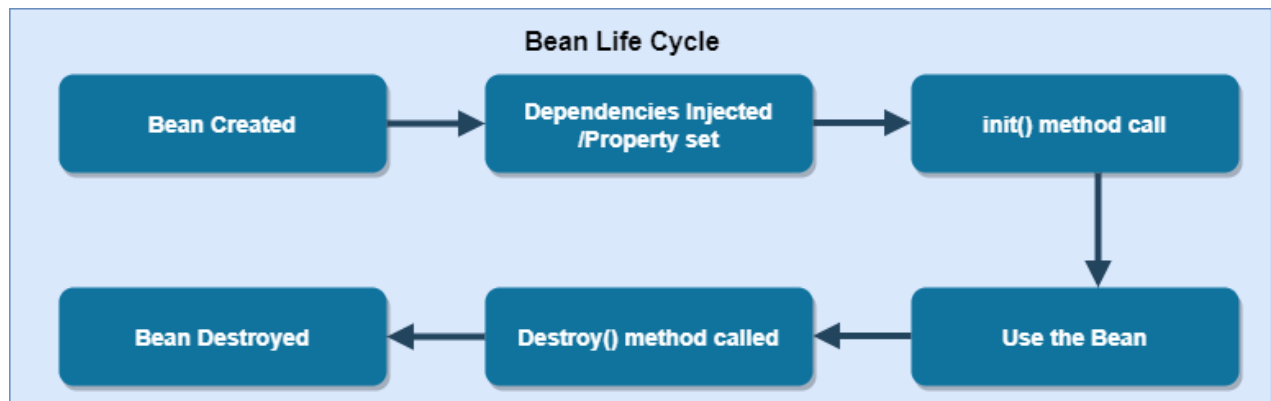 Bean Life Cycle
Bean Created
Dependencies Injected
/Property set
init() method call
Use the Bean
Destroy() method called
Bean Destroyed